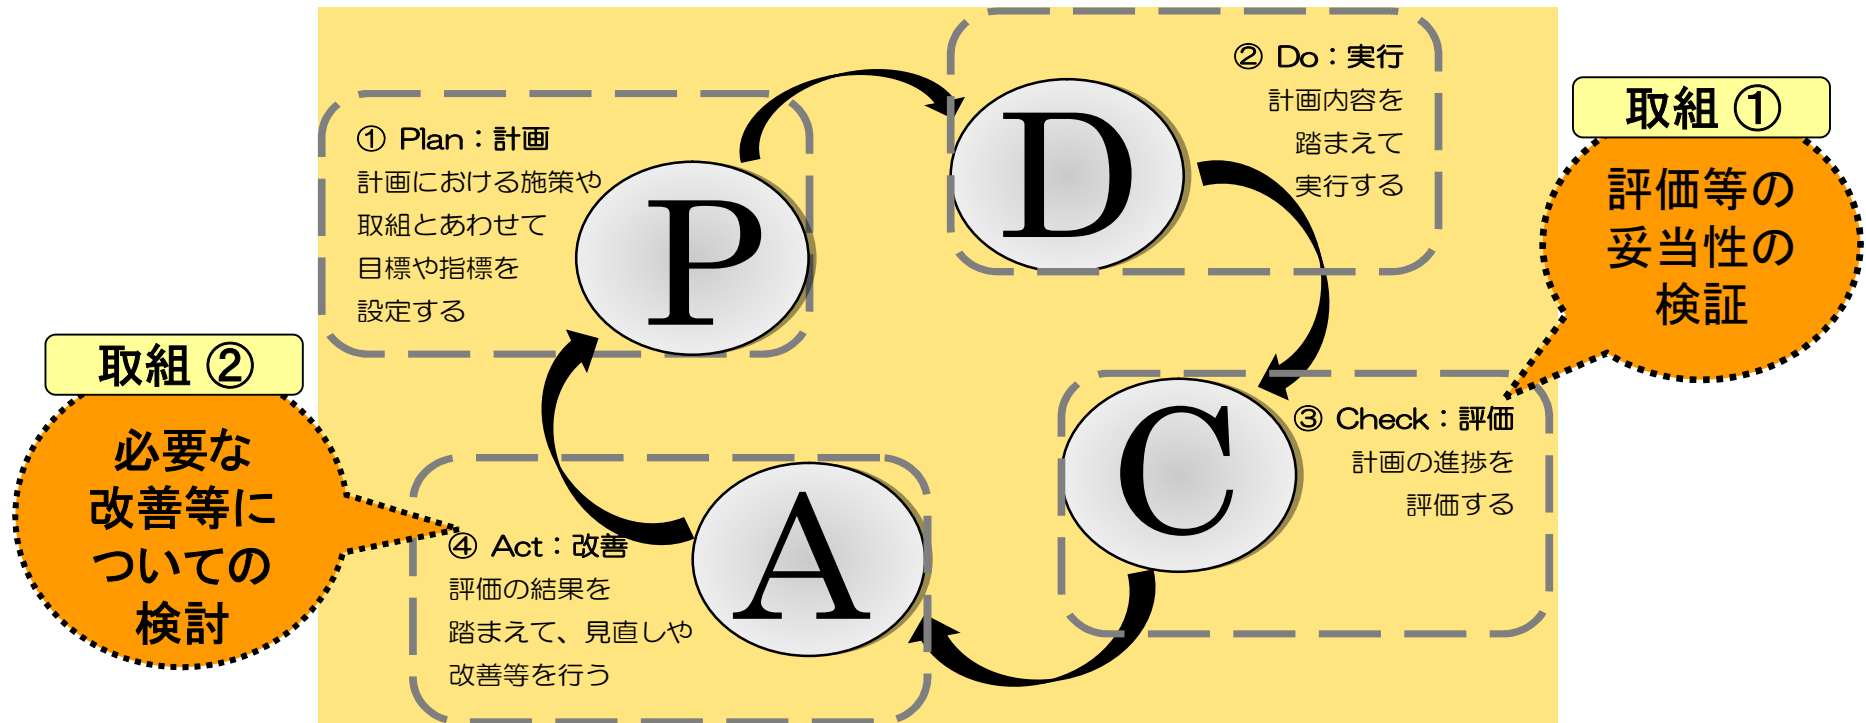 ① Plan：計画
計画における施策や
取組とあわせて
目標や指標を
設定する
P
② Do：実行
計画内容を
踏まえて
実行する
D
取組 ①
評価等の
妥当性の
検証
③ Check：評価
計画の進捗を
評価する
C
取組 ②
必要な
改善等に
ついての
検討
④ Act：改善
評価の結果を
踏まえて、見直しや
改善等を行う
A